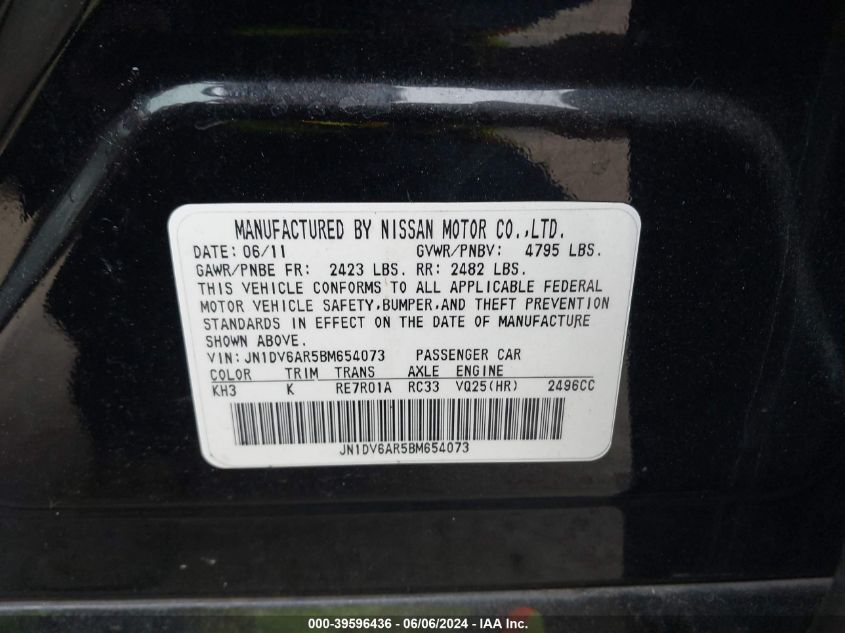 MANUFACTURED BY NISSAN MOTOR CO.,LTD.
DATE: 06/11 GVWR/PNBV: 4795 LBS.
GAWR/PNBE FR: 2423 LBS. RR: 2482 LBS.
THIS VEHICLE CONFORMS TO ALL APPLICABLE FEDERAL
MOTOR VEHICLE SAFETY,BUMPER,AND THEFT PREVENTION
STANDARDS IN EFFECT ON THE DATE OF MANUFACTURE
SHOWN ABOVE.
VIN: JN1DV6AR5BM654073 PASSENGER CAR
COLOR TRIM TRANS AXLE ENGINE
KH3 K RE7R01A RC33 VQ25(HR) 2496CC
JN1DV6AR5BM654073
000-39596436 - 06/06/2024 - IAA Inc.